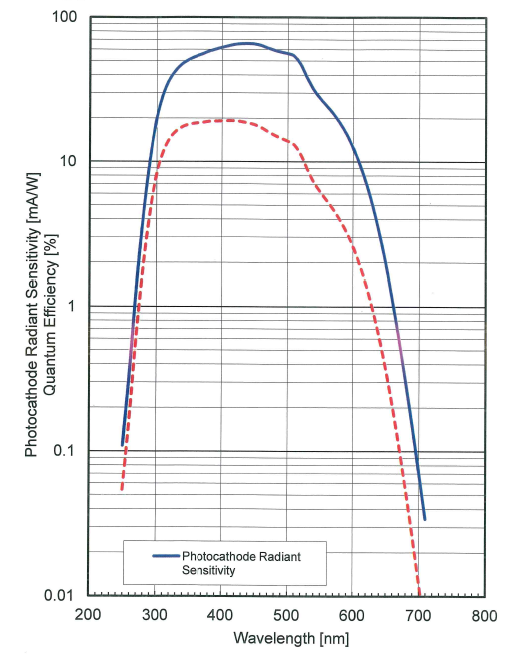 100
10
1
0.1
0.01
Photocathode Radiant Sensitivity [mA/W]
Quantum Efficiency [%]
Photocathode Radiant
Sensitivity
200 300 400 500 600 700 800
Wavelength [nm]